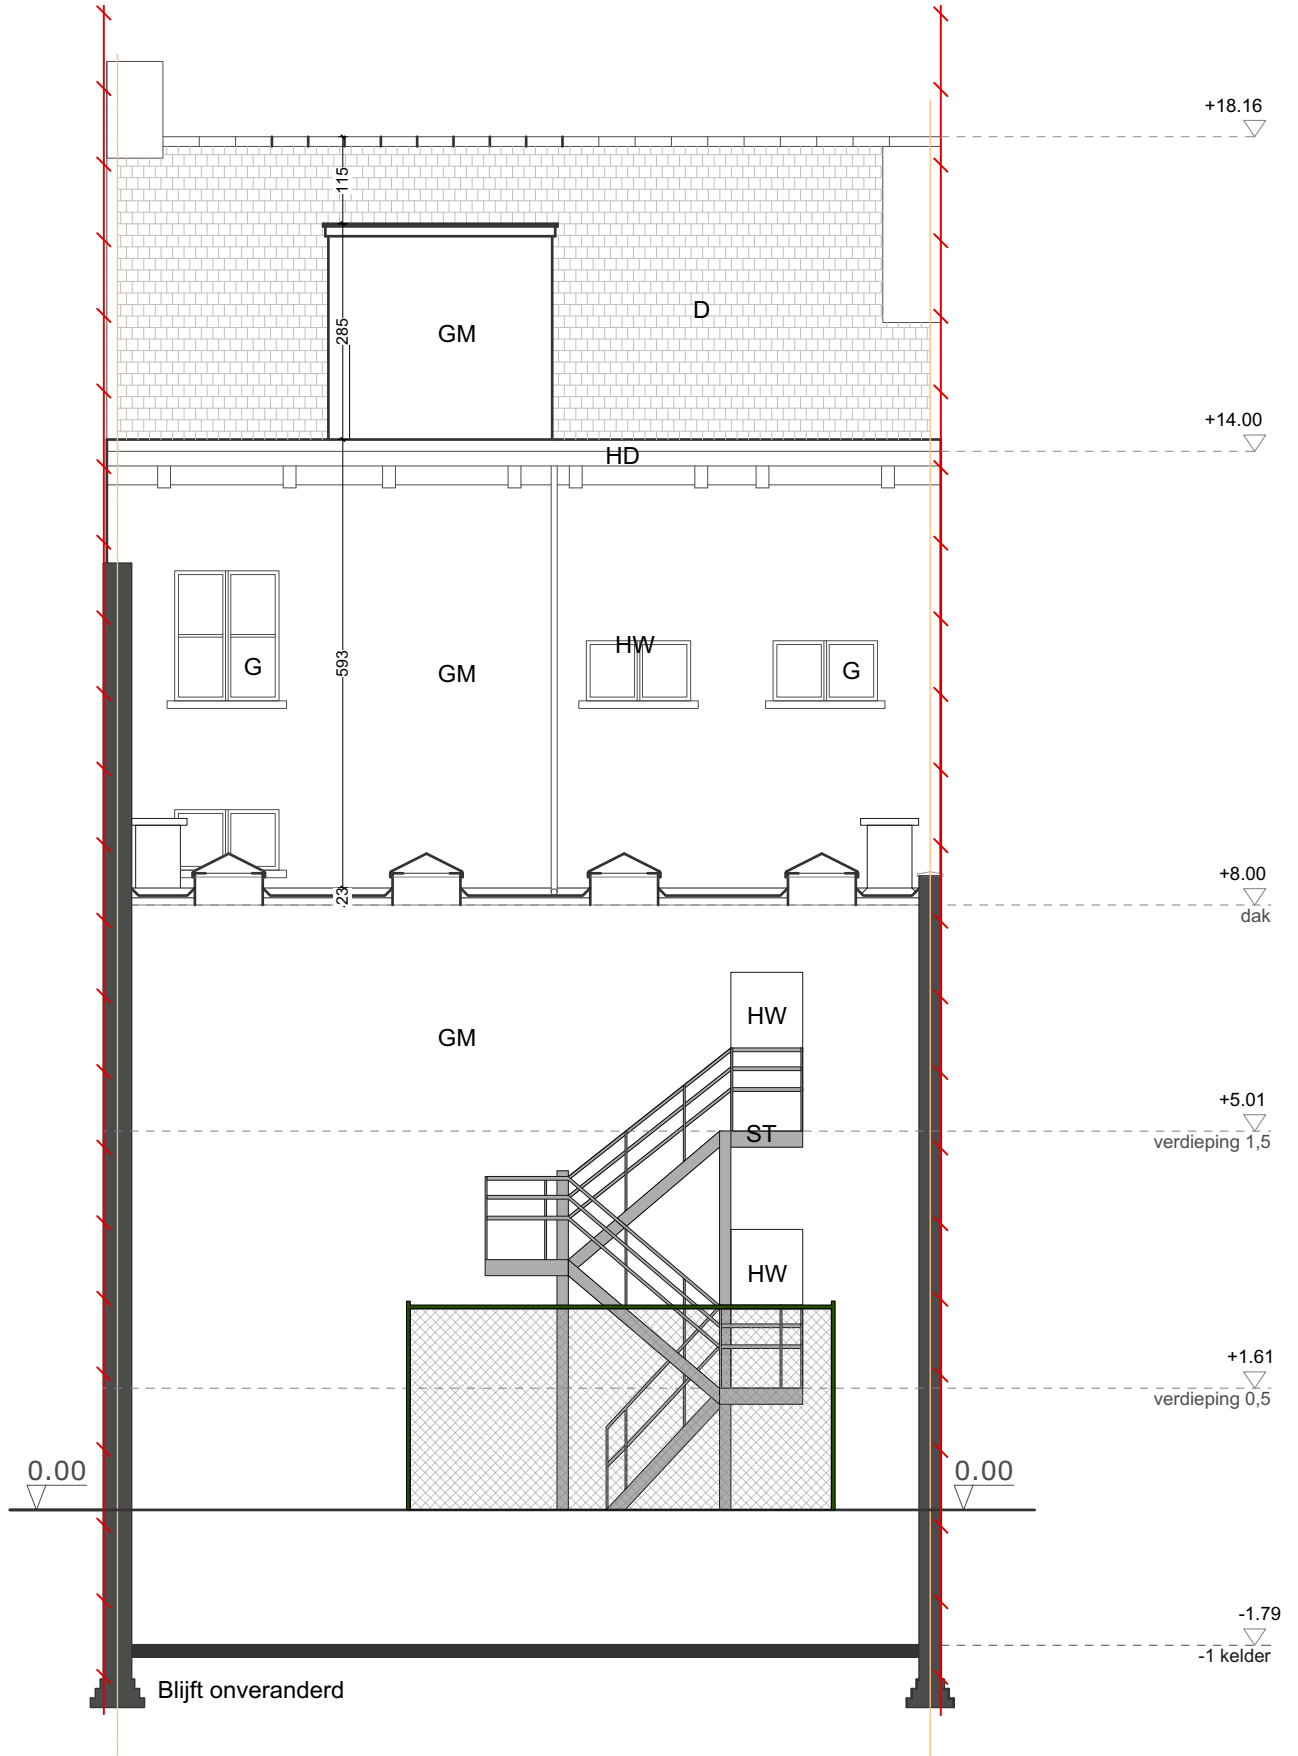 +18.16
115
D
285
GM
+14.00
HD
HW
593
G
GM
G
+8.00
23
dak
HW
GM
+5.01
ST
verdieping 1,5
HW
+1.61
verdieping 0,5
0.00
0.00
-1.79
-1 kelder
Blijft onveranderd